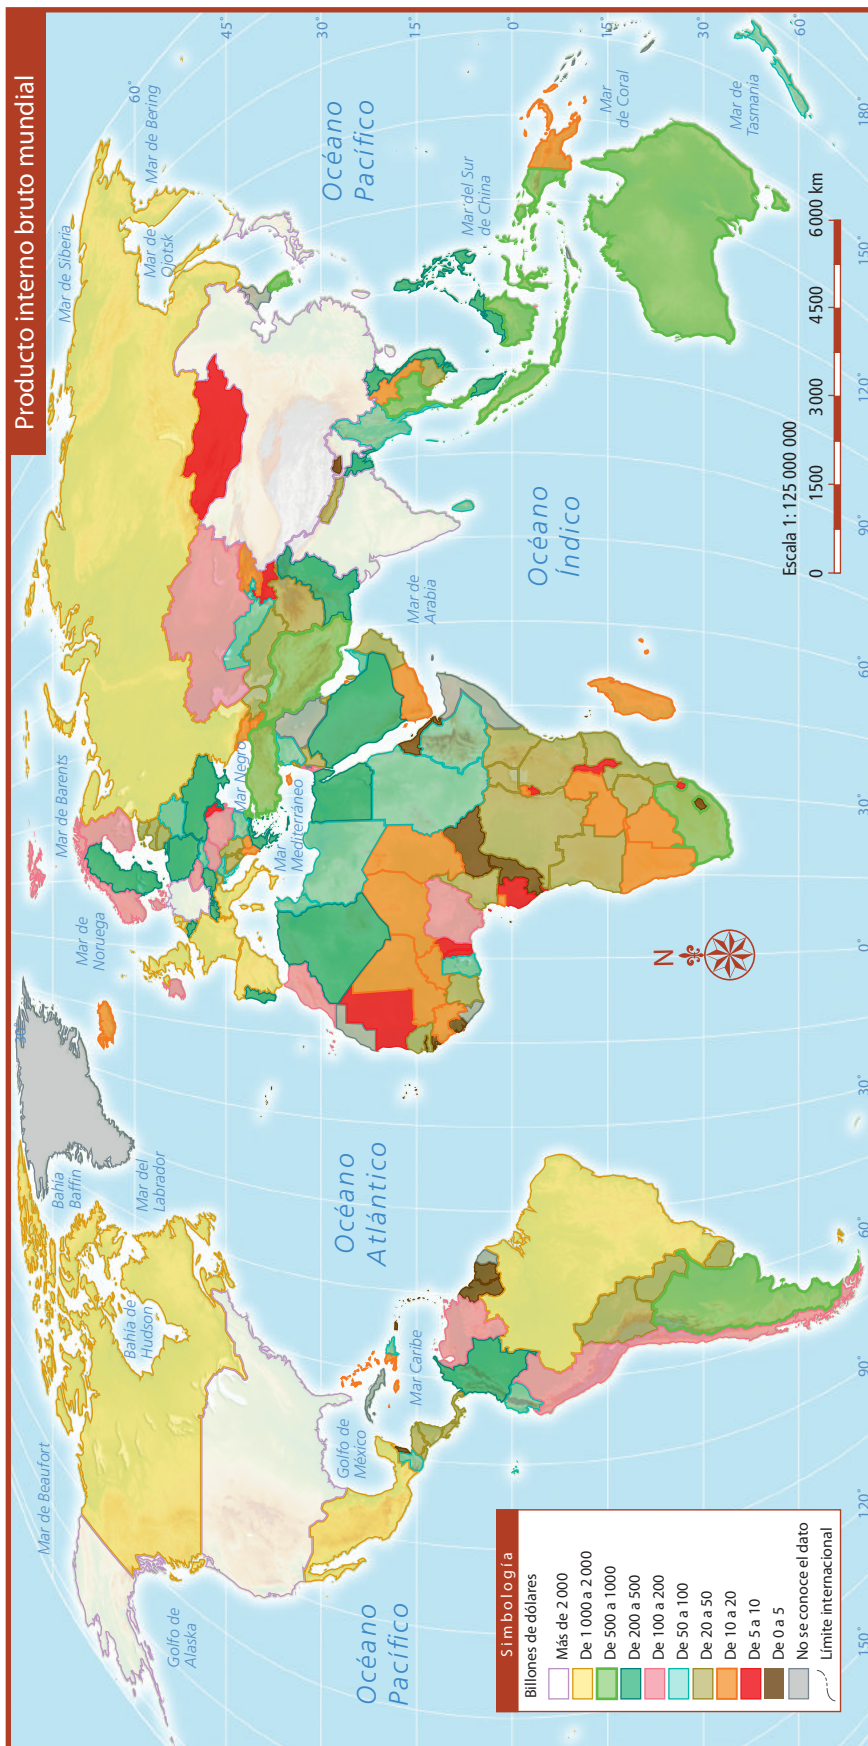 Producto interno bruto mundial
Mar de Beaufort
Golfo de
Alaska
Bahía de
Hudson
Bahía
Baffin
Mar del
Labrador
Mar de
Noruega
Mar de Barents
Mar de Siberia
Mar de
Ojotsk
Mar de Bering
Océano
Pacífico
Océano
Pacífico
Golfo de
México
Mar Caribe
Océano
Atlántico
Mar Negro
Mar
Mediterráneo
Mar de
Arabia
Océano
Índico
Mar del Sur
de China
Mar
de Coral
Mar de
Tasmania
60°
45°
30°
15°
0°
15°
30°
60°
30°
150°
120°
90°
60°
30°
0°
30°
60°
90°
120°
150°
180°
N
Escala 1: 125 000 000
0 1500 3 000 4500 6 000 km
Simbología
Billones de dólares
Más de 2 000
De 1 000 a 2 000
De 500 a 1000
De 200 a 500
De 100 a 200
De 50 a 100
De 20 a 50
De 10 a 20
De 5 a 10
De 0 a 5
No se conoce el dato
Límite internacional